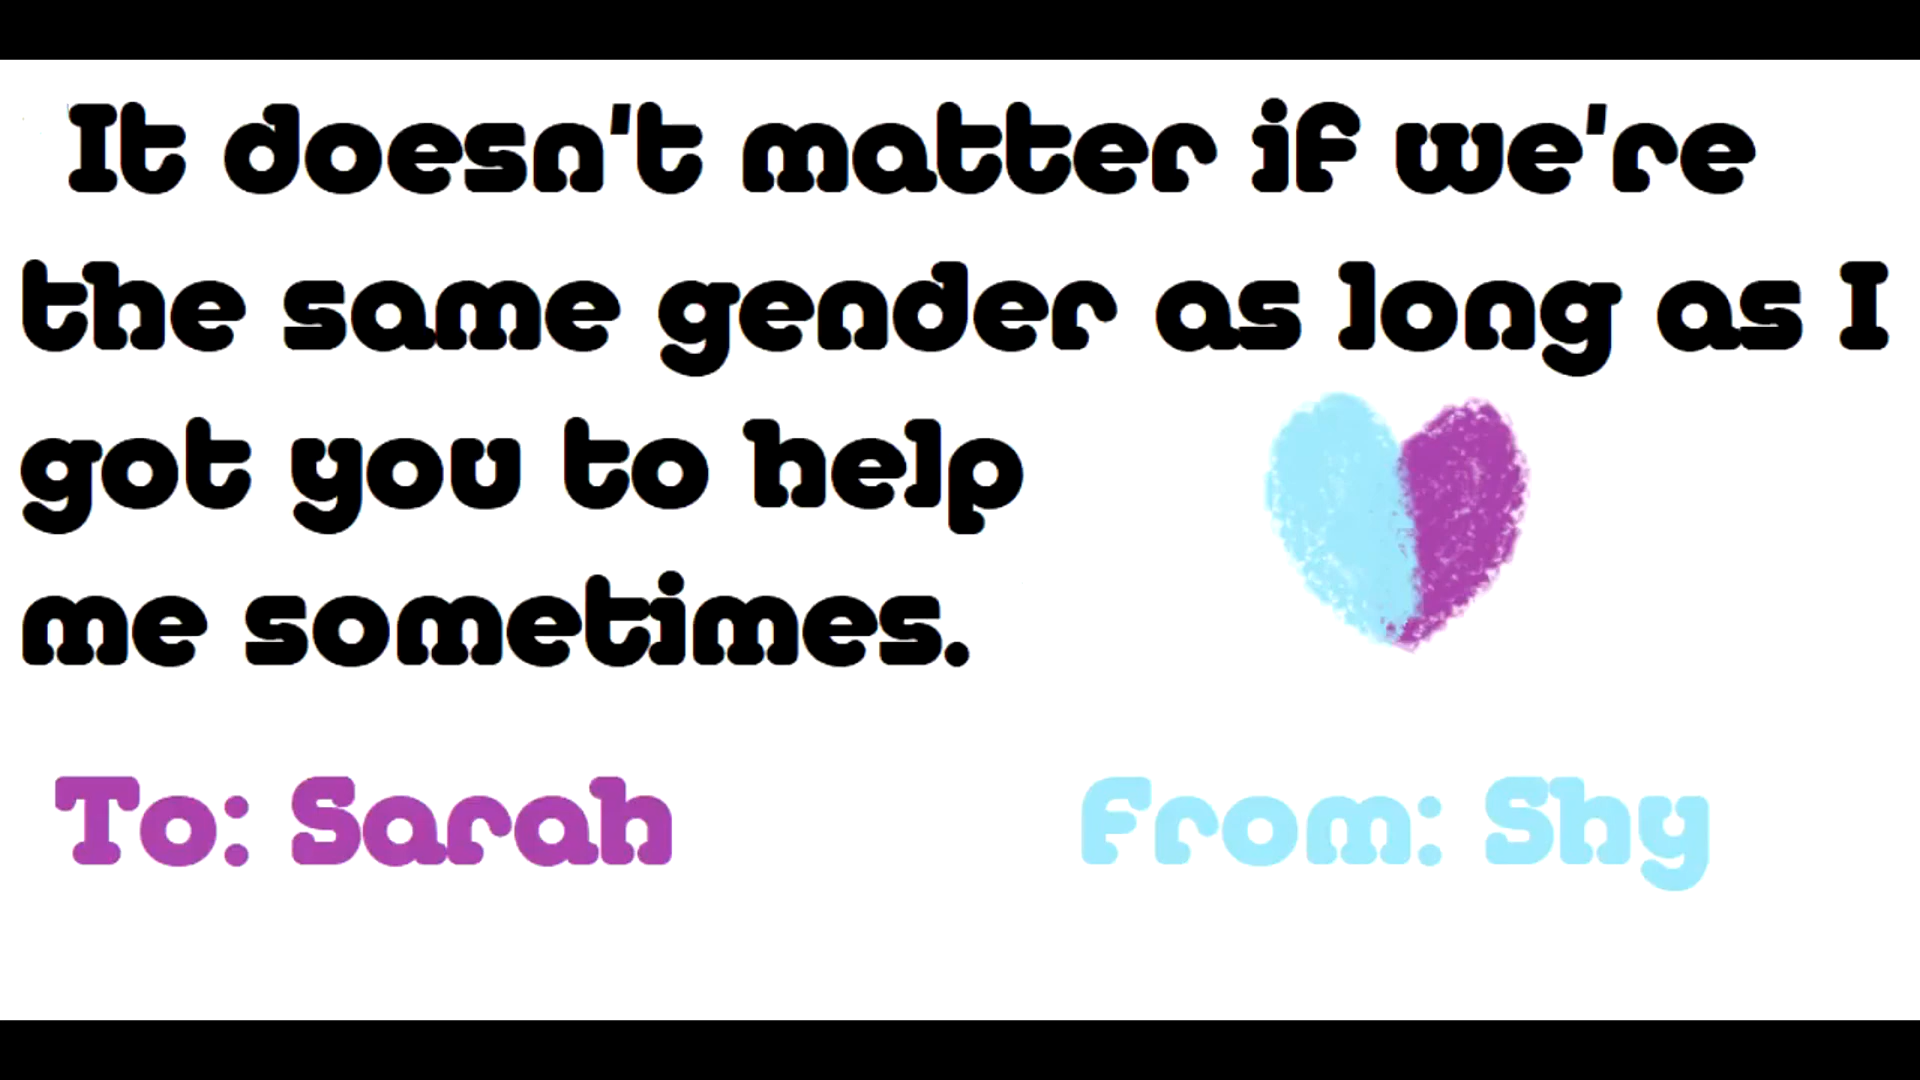 It doesn't matter if we're
the same gender as long as I
got you to help
me sometimes.
To: Sarah
From: Shy